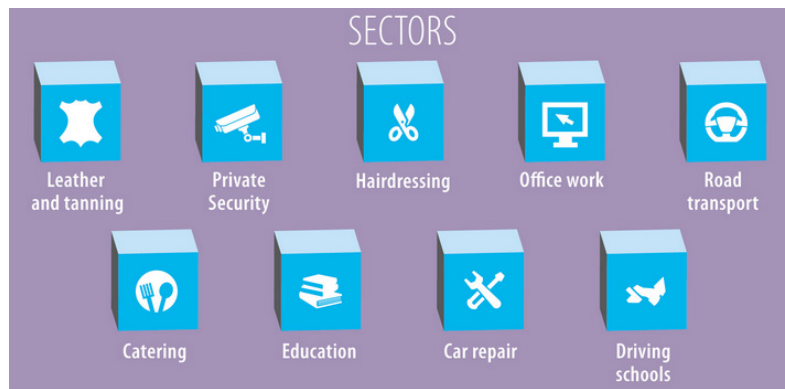 SECTORS
Leather
and tanning
Private
Security
Hairdressing
Office work
Road
transport
Catering
Education
Car repair
Driving
schools